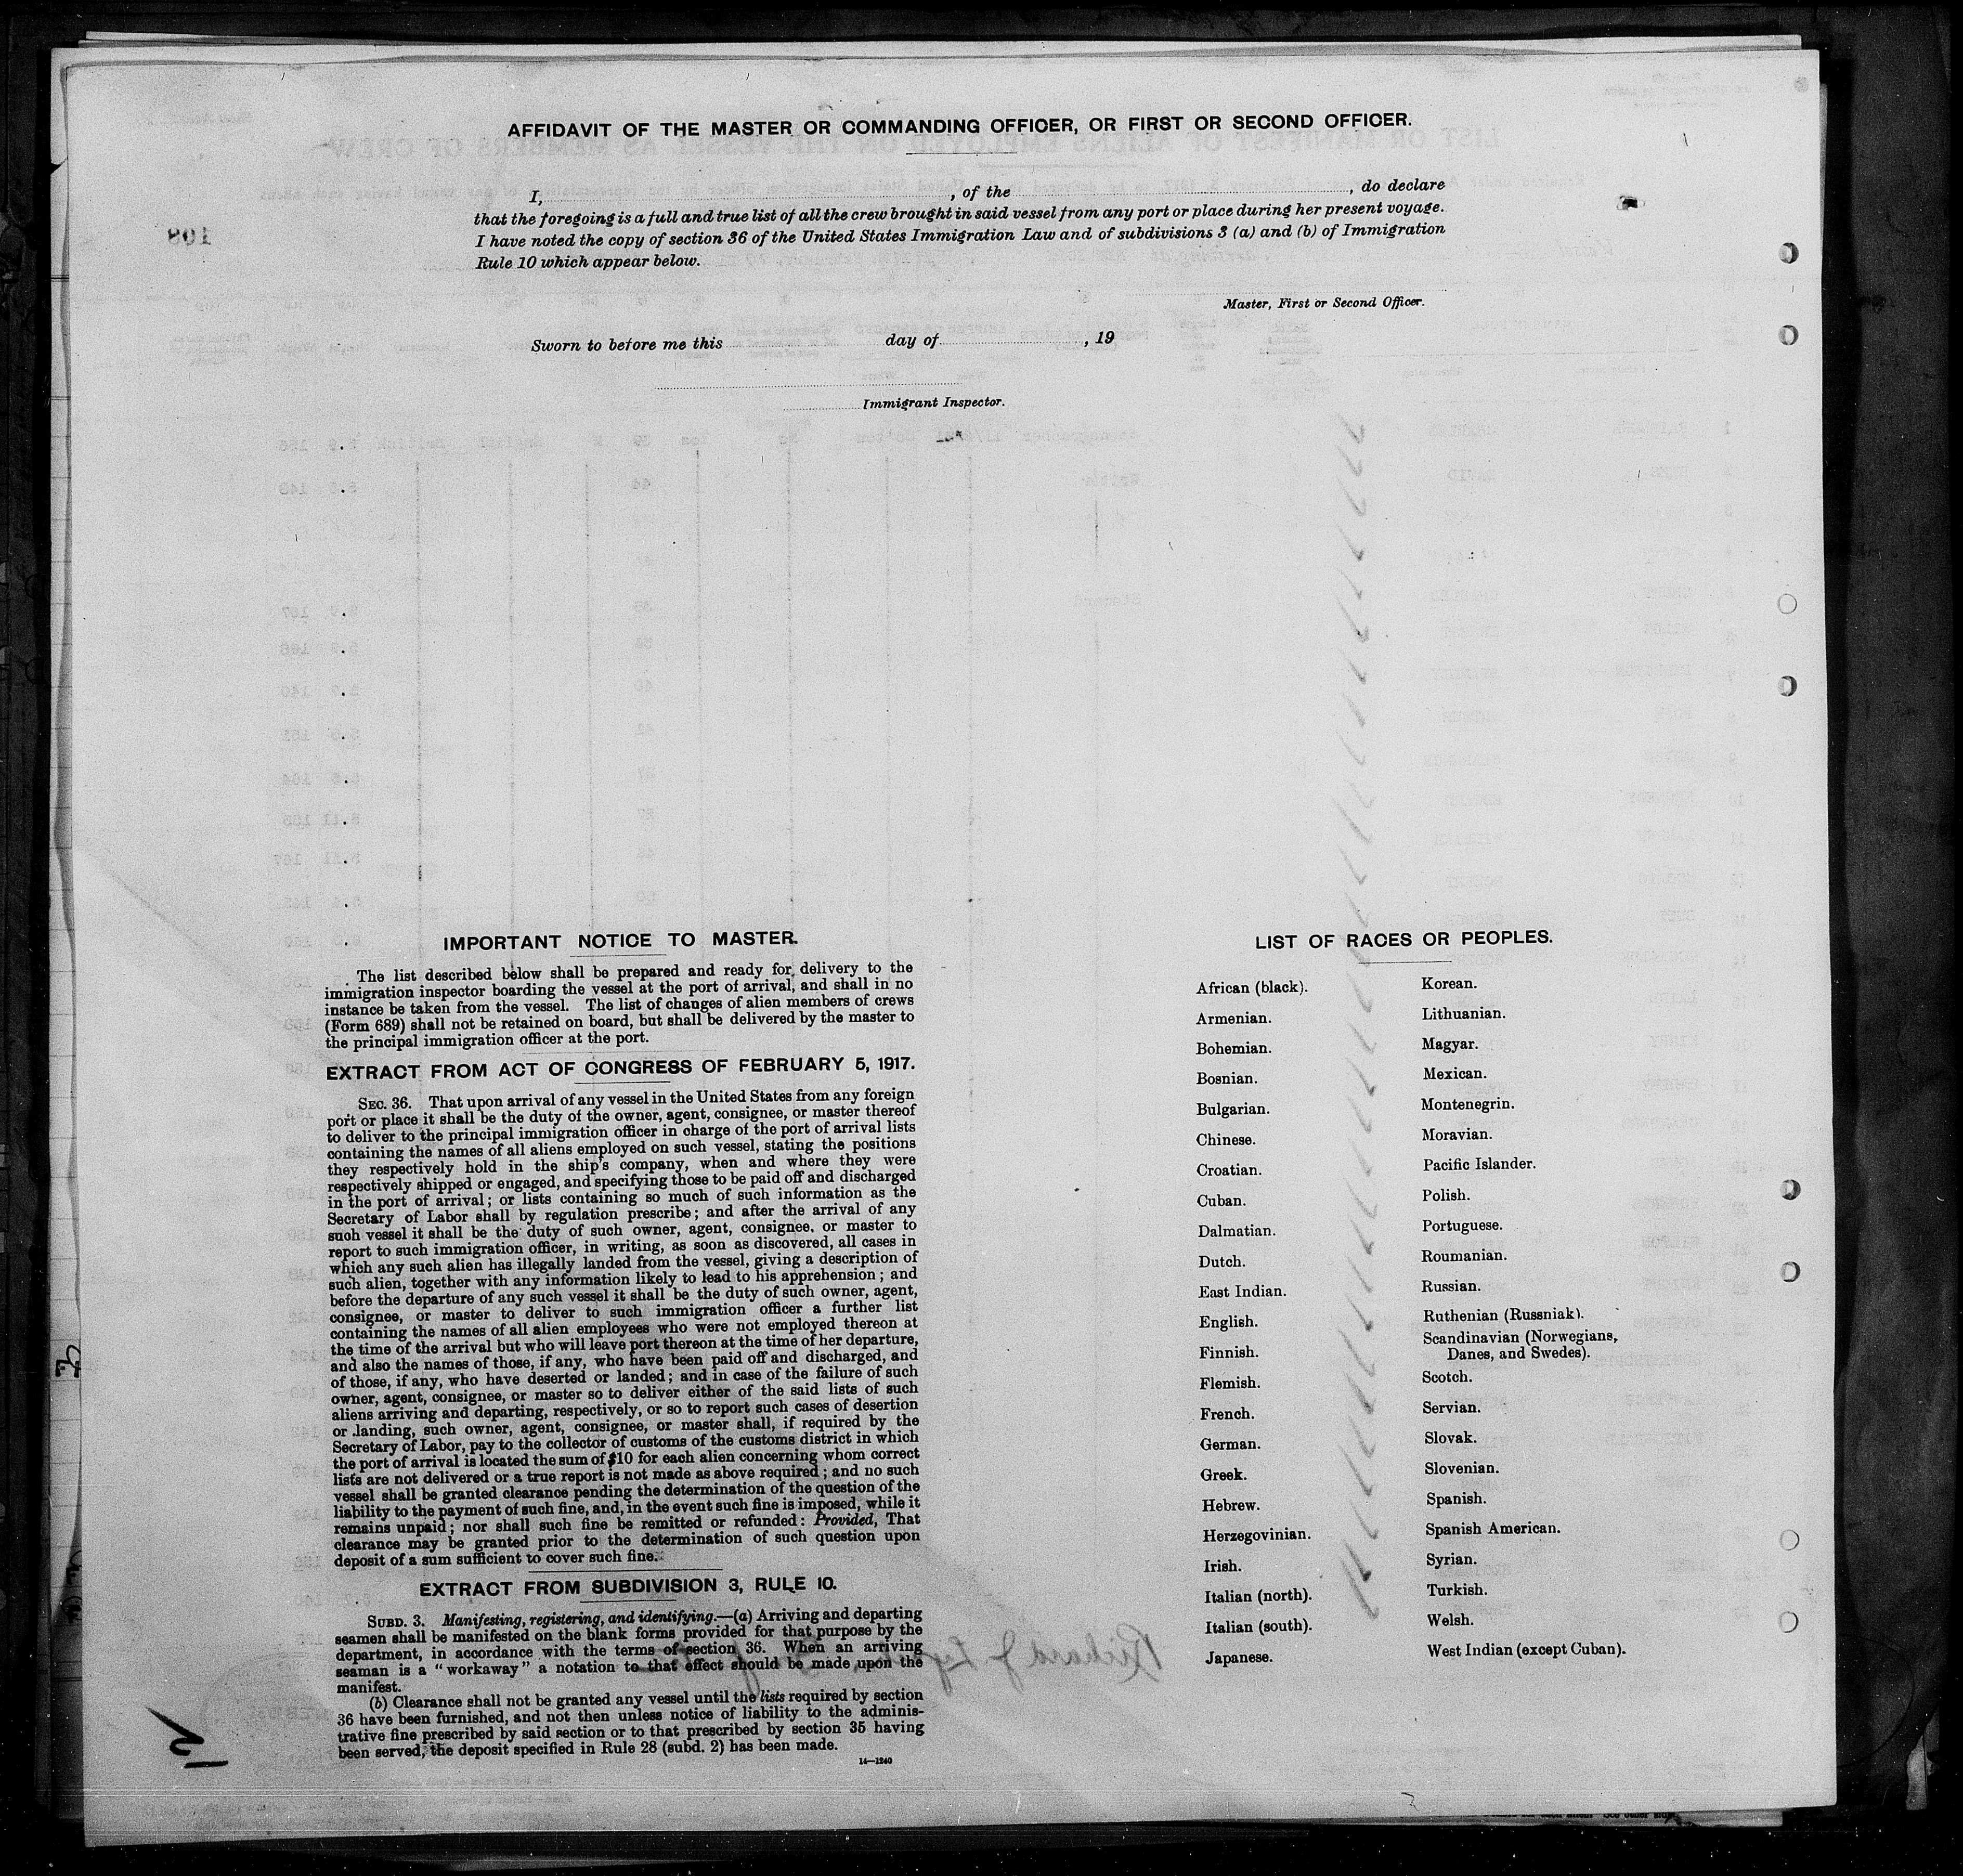 AFFIDAVIT OF THE MASTER OR COMMANDING OFFICER, OR FIRST OR SECOND OFFICER.
I, , of the , do declare
that the foregoing is a full and true list of all the crew brought in said vessel from any port or place during her present voyage.
I have noted the copy of section 36 of the United States Immigration Law and of subdivisions 3 (a) and (b) of Immigration
Rule 10 which appear below.
Master, First or Second Officer.
Sworn to before me this day of , 19
Immigrant Inspector.
108
IMPORTANT NOTICE TO MASTER.
The list described below shall be prepared and ready for delivery to the
immigration inspector boarding the vessel at the port of arrival, and shall in no
instance be taken from the vessel. The list of changes of alien members of crews
(Form 689) shall not be retained on board, but shall be delivered by the master to
the principal immigration officer at the port.
EXTRACT FROM ACT OF CONGRESS OF FEBRUARY 5, 1917.
SEC. 36. That upon arrival of any vessel in the United States from any foreign
port or place it shall be the duty of the owner, agent, consignee, or master thereof
to deliver to the principal immigration officer in charge of the port of arrival lists
containing the names of all aliens employed on such vessel, stating the positions
they respectively hold in the ship's company, when and where they were
respectively shipped or engaged, and specifying those to be paid off and discharged
in the port of arrival; or lists containing so much of such information as the
Secretary of Labor shall by regulation prescribe; and after the arrival of any
such vessel it shall be the duty of such owner, agent, consignee, or master to
report to such immigration officer, in writing, as soon as discovered, all cases in
which any such alien has illegally landed from the vessel, giving a description of
such alien, together with any information likely to lead to his apprehension; and
before the departure of any such vessel it shall be the duty of such owner, agent,
consignee, or master to deliver to such immigration officer a further list
containing the names of all alien employees who were not employed thereon at
the time of the arrival but who will leave port thereon at the time of her departure,
and also the names of those, if any, who have been paid off and discharged, and
of those, if any, who have deserted or landed; and in case of the failure of such
owner, agent, consignee, or master so to deliver either of the said lists of such
aliens arriving and departing, respectively, or so to report such cases of desertion
or landing, such owner, agent, consignee, or master shall, if required by the
Secretary of Labor, pay to the collector of customs of the customs district in which
the port of arrival is located the sum of $10 for each alien concerning whom correct
lists are not delivered or a true report is not made as above required; and no such
vessel shall be granted clearance pending the determination of the question of the
liability to the payment of such fine, and, in the event such fine is imposed, while it
remains unpaid; nor shall such fine be remitted or refunded: Provided, That
clearance may be granted prior to the determination of such question upon
deposit of a sum sufficient to cover such fine.
EXTRACT FROM SUBDIVISION 3, RULE 10.
SUBD. 3. Manifesting, registering, and identifying.—(a) Arriving and departing
seamen shall be manifested on the blank forms provided for that purpose by the
department, in accordance with the terms of section 36. When an arriving
seaman is a "workaway" a notation to that effect should be made upon the
manifest.
(b) Clearance shall not be granted any vessel until the lists required by section
36 have been furnished, and not then unless notice of liability to the adminis-
trative fine prescribed by said section or to that prescribed by section 35 having
been served, the deposit specified in Rule 28 (subd. 2) has been made.
14—1240
LIST OF RACES OR PEOPLES.
African (black).
Armenian.
Bohemian.
Bosnian.
Bulgarian.
Chinese.
Croatian.
Cuban.
Dalmatian.
Dutch.
East Indian.
English.
Finnish.
Flemish.
French.
German.
Greek.
Hebrew.
Herzegovinian.
Irish.
Italian (north).
Italian (south).
Japanese.
Korean.
Lithuanian.
Magyar.
Mexican.
Montenegrin.
Moravian.
Pacific Islander.
Polish.
Portuguese.
Roumanian.
Russian.
Ruthenian (Russniak).
Scandinavian (Norwegians,
Danes, and Swedes).
Scotch.
Servian.
Slovak.
Slovenian.
Spanish.
Spanish American.
Syrian.
Turkish.
Welsh.
West Indian (except Cuban).
12